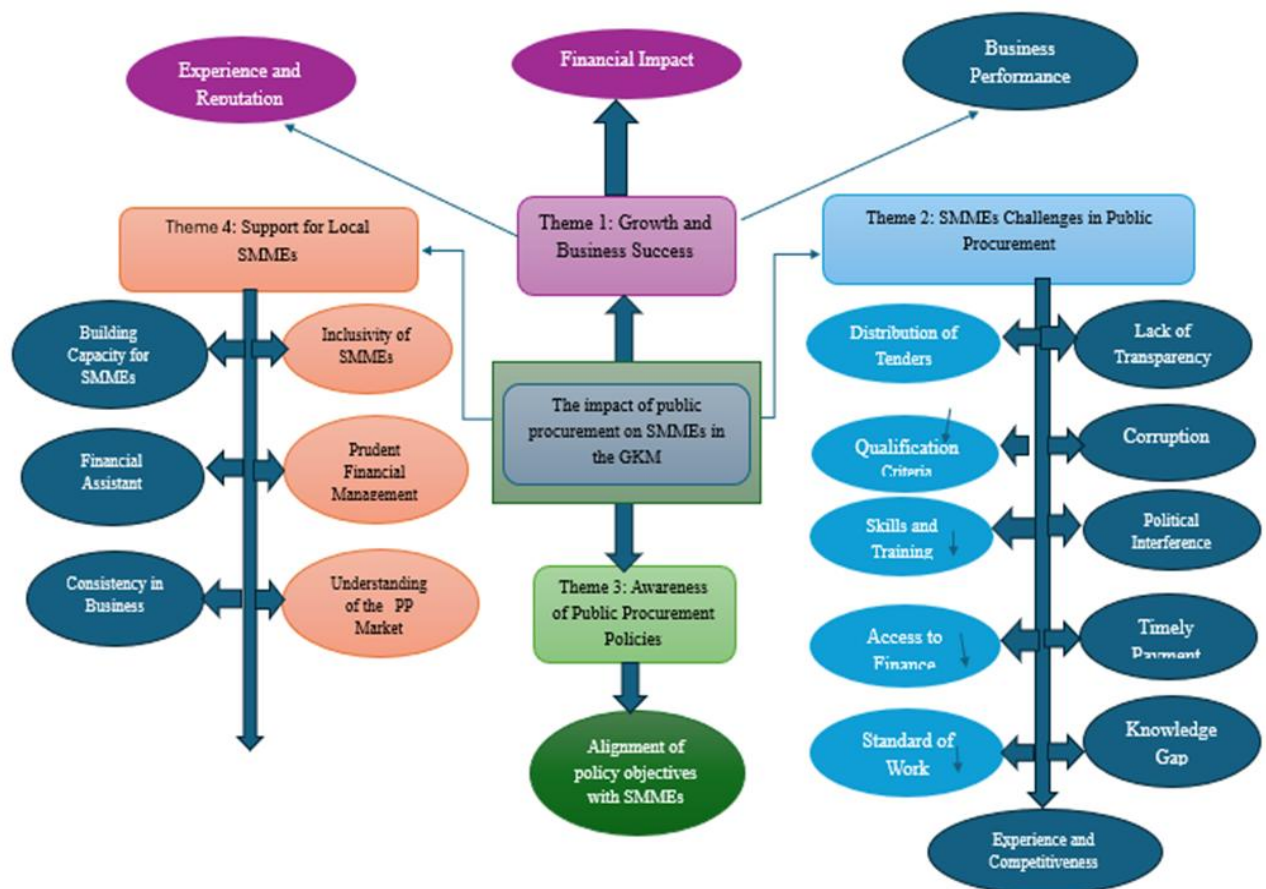 Experience and
Reputation
Financial Impact
Business
Performance
Theme 4: Support for Local
SMMEs
Theme 1: Growth and
Business Success
Theme 2: SMMEs Challenges in Public
Procurement
Building
Capacity for
SMMEs
Inclusivity of
SMMEs
Financial
Assistant
Prudent
Financial
Management
Consistency in
Business
Understanding
of the PP
Market
The impact of public
procurement on SMMEs in
the GKM
Theme 3: Awareness
of Public Procurement
Policies
Alignment of
policy objectives
with SMMEs
Distribution of
Tenders
Lack of
Transparency
Qualification
Criteria
Corruption
Skills and
Training
Political
Interference
Access to
Finance
Timely
Payment
Standard of
Work
Knowledge
Gap
Experience and
Competitiveness